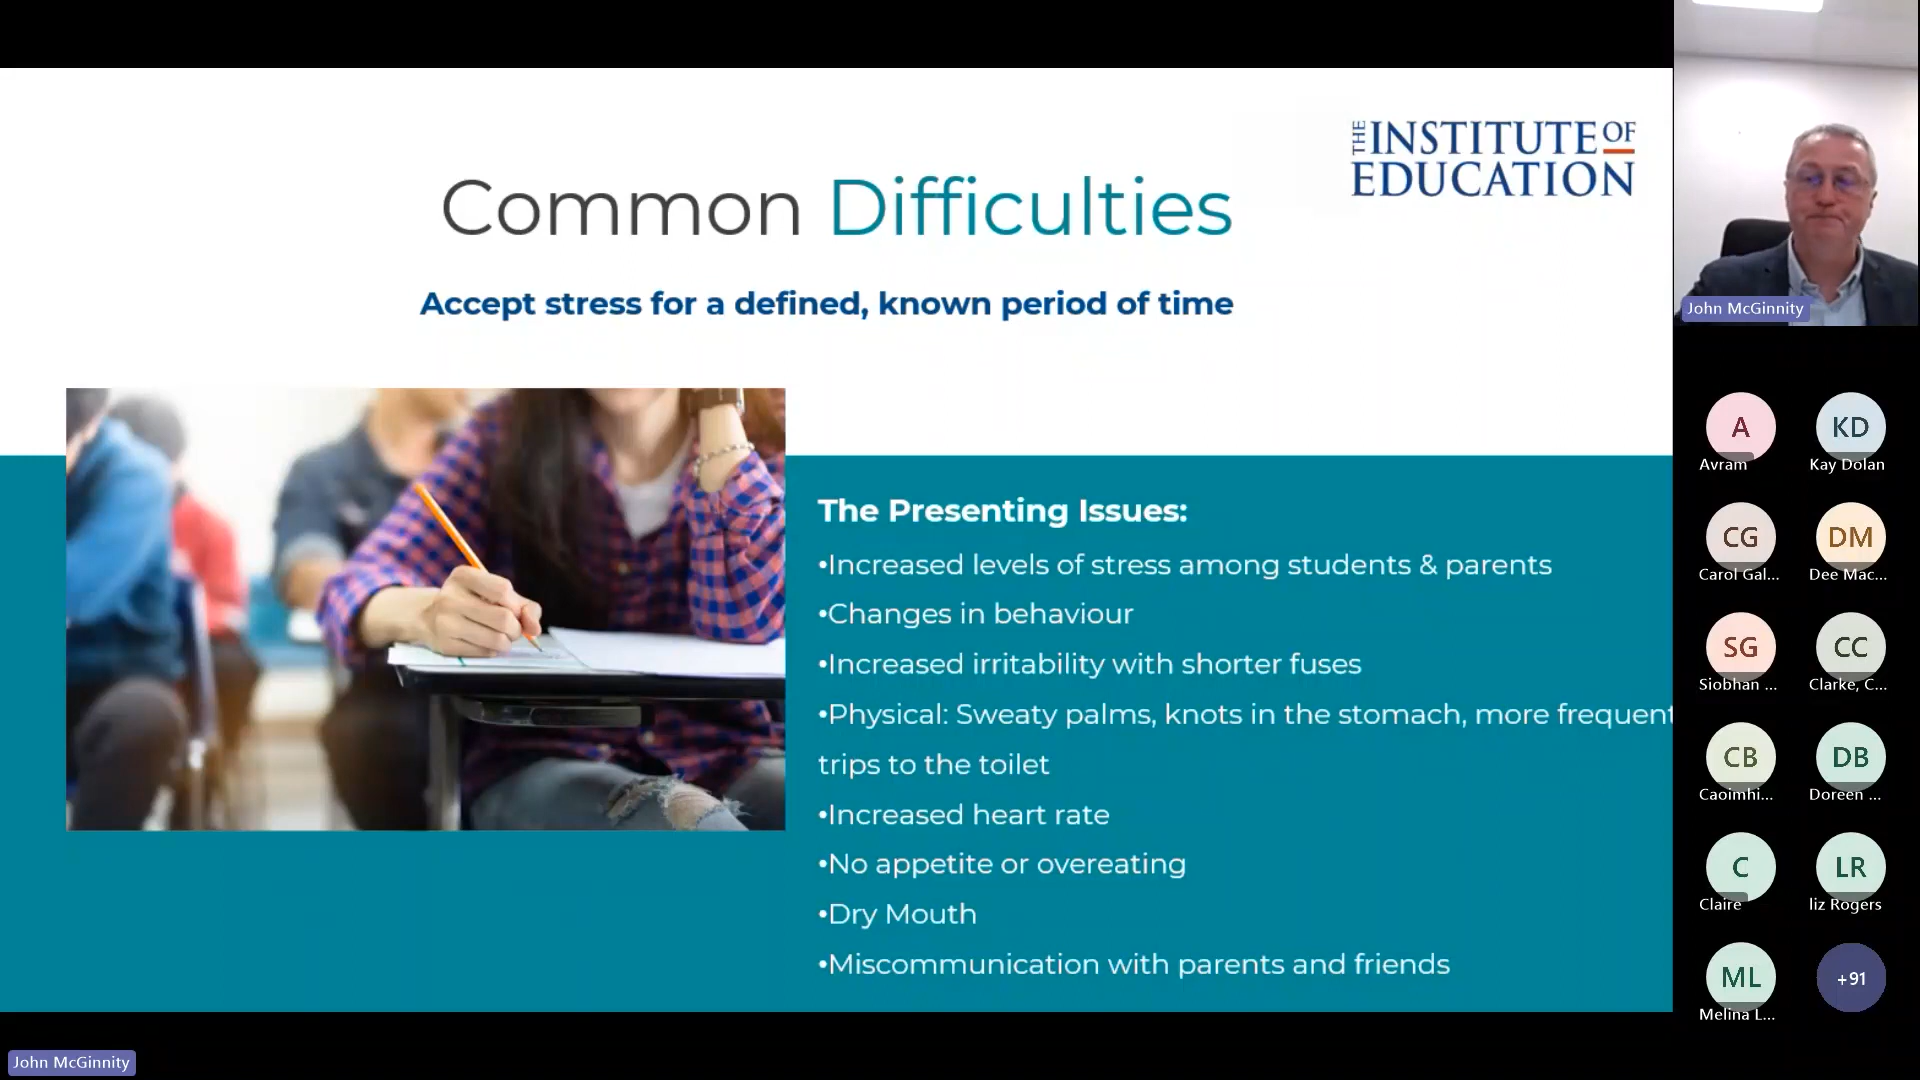 THE INSTITUTE OF
EDUCATION
Common Difficulties
Accept stress for a defined, known period of time
The Presenting Issues:
•Increased levels of stress among students & parents
•Changes in behaviour
•Increased irritability with shorter fuses
•Physical: Sweaty palms, knots in the stomach, more frequent
trips to the toilet
•Increased heart rate
•No appetite or overeating
•Dry Mouth
•Miscommunication with parents and friends
John McGinnity
John McGinnity
A KD
Avram Kay Dolan
CG DM
Carol Gal... Dee Mac...
SG CC
Siobhan ... Clarke, C...
CB DB
Caoimhi... Doreen ...
C LR
Claire liz Rogers
ML +91
Melina L...